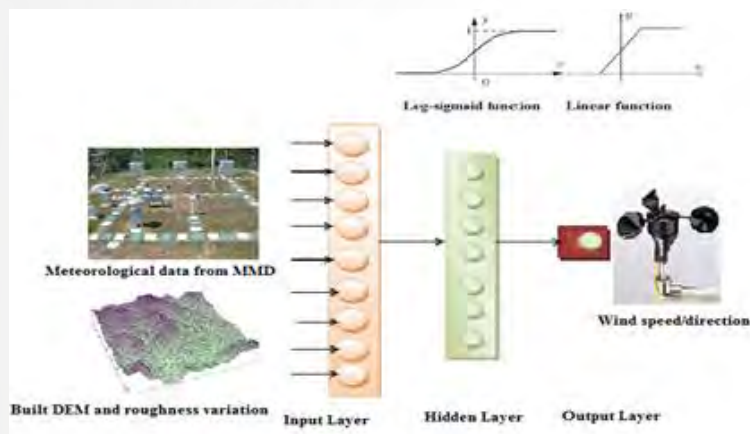 Log-sigmoid function
Linear function
Meteorological data from MMD
Wind speed/direction
Built DEM and roughness variation
Input Layer
Hidden Layer
Output Layer